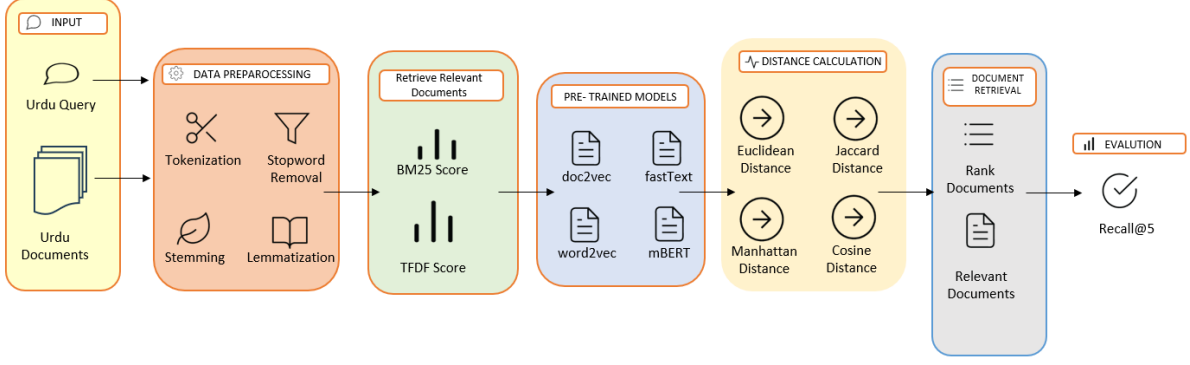 INPUT
Urdu Query
Urdu
Documents
DATA PREPAROCESSING
Tokenization
Stopword
Removal
Stemming
Lemmatization
Retrieve Relevant
Documents
BM25 Score
TFDF Score
PRE- TRAINED MODELS
doc2vec
fastText
word2vec
mBERT
DISTANCE CALCULATION
Euclidean
Distance
Jaccard
Distance
Manhattan
Distance
Cosine
Distance
DOCUMENT
RETRIEVAL
Rank
Documents
Relevant
Documents
EVALUTION
Recall@5